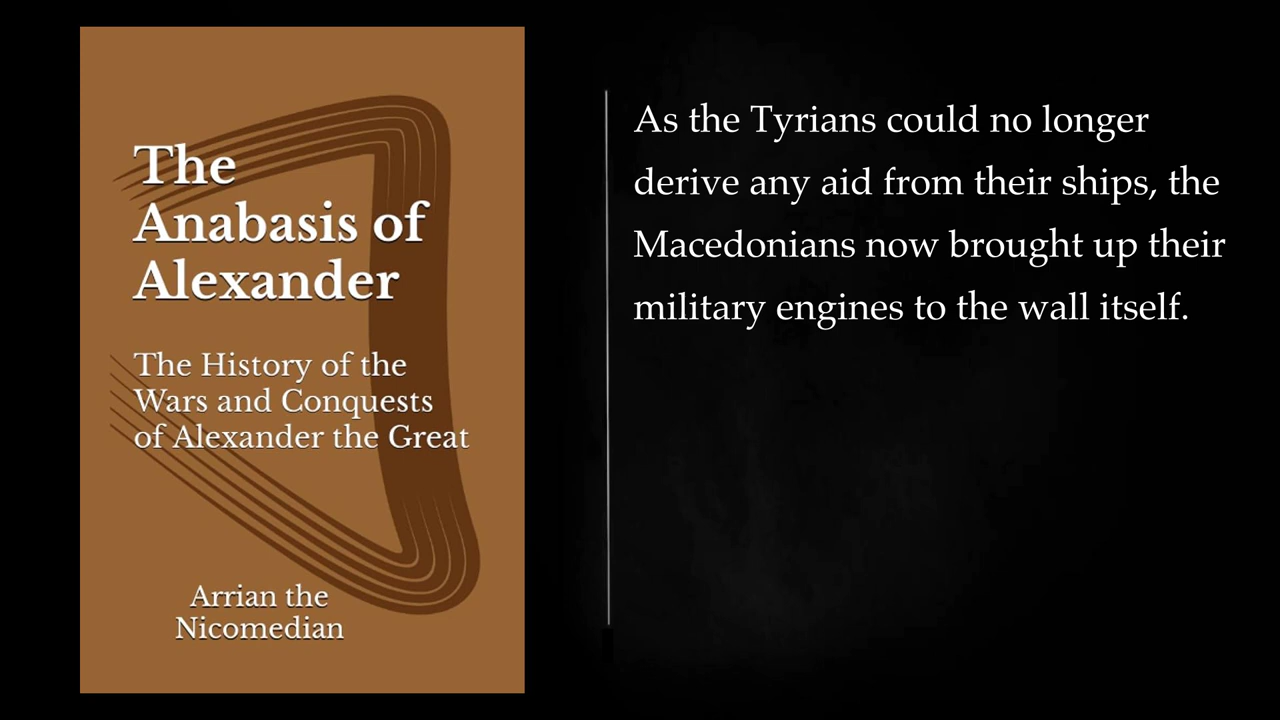 The
Anabasis of
Alexander
The History of the
Wars and Conquests
of Alexander the Great
Arrian the
Nicomedian
As the Tyrians could no longer
derive any aid from their ships, the
Macedonians now brought up their
military engines to the wall itself.